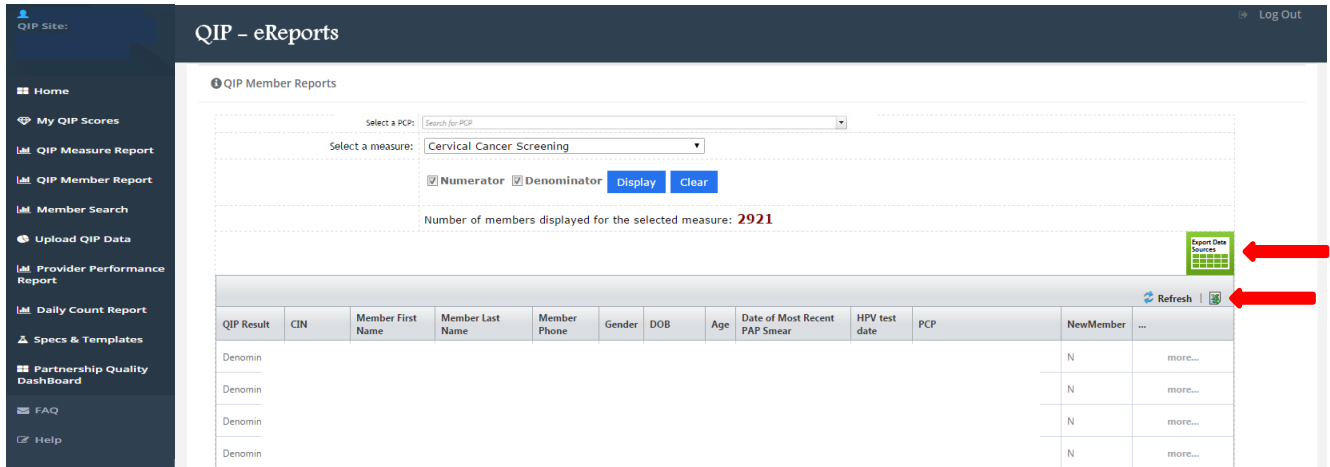 QIP Site:
QIP – eReports
Log Out
Home
My QIP Scores
QIP Measure Report
QIP Member Report
Member Search
Upload QIP Data
Provider Performance
Report
Daily Count Report
Specs & Templates
Partnership Quality
DashBoard
FAQ
Help
QIP Member Reports
Select a PCP: Search for PCP
Select a measure: Cervical Cancer Screening
Numerator Denominator Display Clear
Number of members displayed for the selected measure: 2921
Export Data
Sources
Refresh |
QIP Result CIN Member First Name Member Last Name Member Phone Gender DOB Age Date of Most Recent PAP Smear HPV test date PCP NewMember ...
Denomin N more...
Denomin N more...
Denomin N more...
Denomin N more...